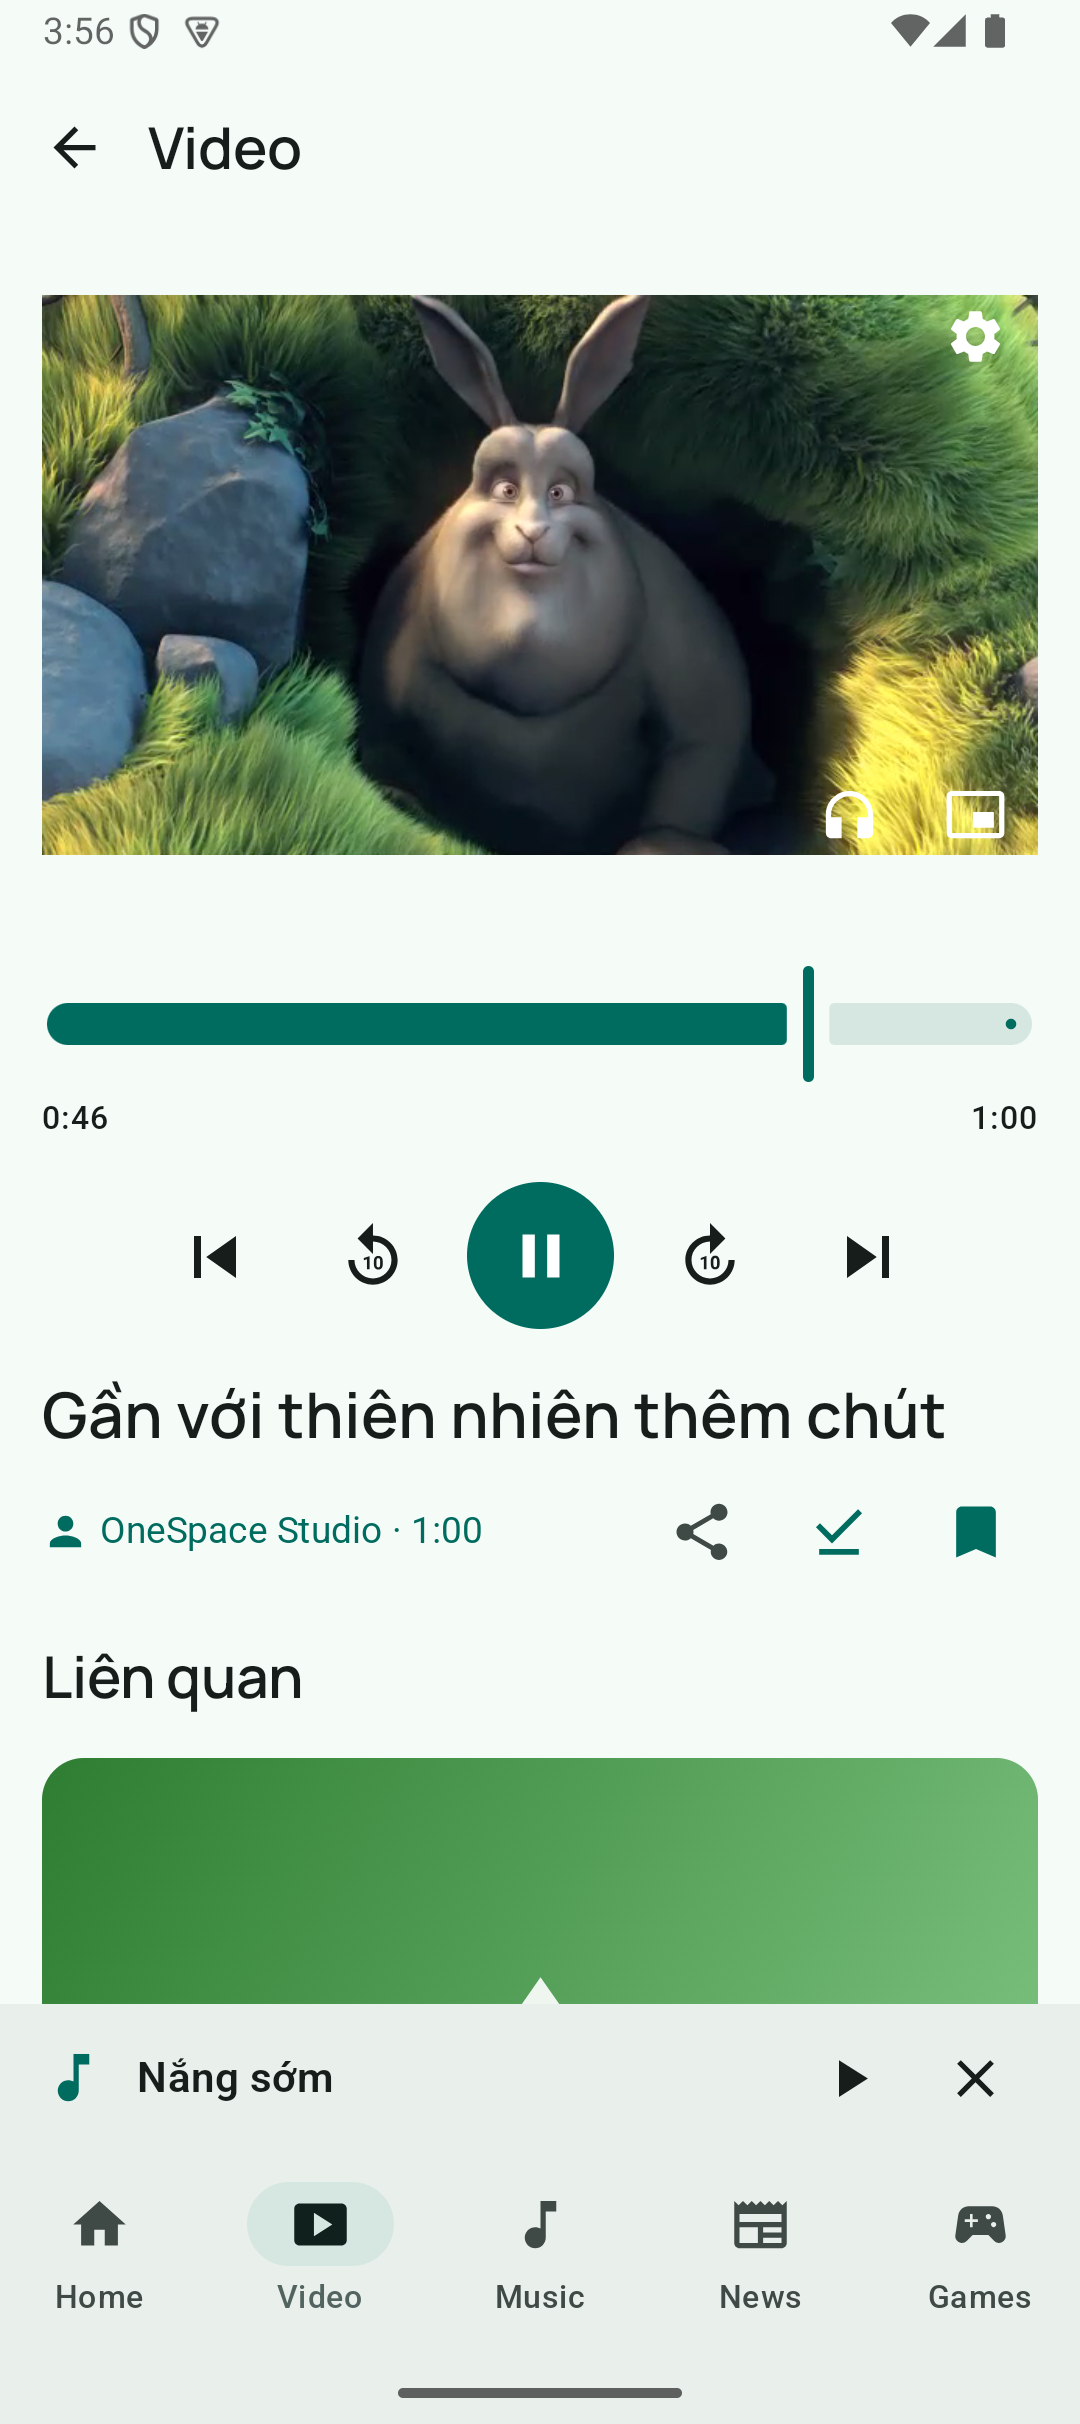 3:56
Video
0:46
1:00
10
10
Gần với thiên nhiên thêm chút
OneSpace Studio · 1:00
Liên quan
Nắng sớm
Home
Video
Music
News
Games